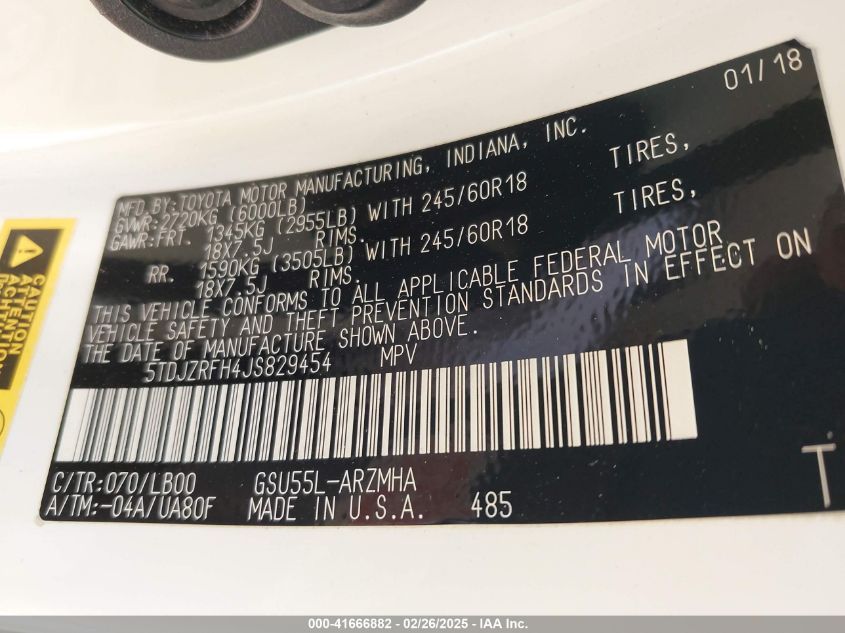 01/18
MFD BY: TOYOTA MOTOR MANUFACTURING, INDIANA, INC.
GVWR: 2720KG (6000LB)
GAWR: FRT. 1345KG (2955LB) WITH 245/60R18 TIRES,
18X7.5J RIMS.
RR. 1590KG (3505LB) WITH 245/60R18 TIRES,
18X7.5J RIMS.
THIS VEHICLE CONFORMS TO ALL APPLICABLE FEDERAL MOTOR
VEHICLE SAFETY AND THEFT PREVENTION STANDARDS IN EFFECT ON
THE DATE OF MANUFACTURE SHOWN ABOVE.
5TDJZRFH4JS829454 MPV
C/TR: 070/LB00 GSU55L-ARZMHA
A/TM: -04A/UA80F MADE IN U.S.A. 485
T
CAUTION
ATTENTION
000-41666882 - 02/26/2025 - IAA Inc.